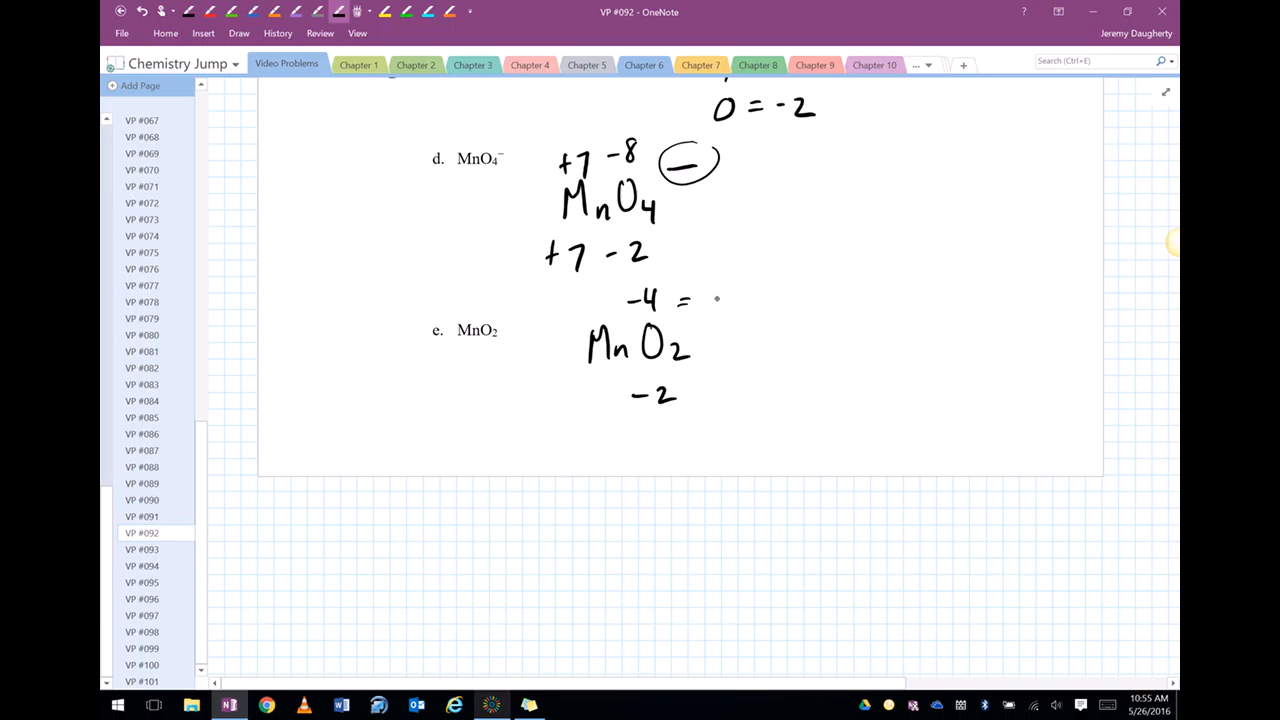 VP #092 - OneNote
File Home Insert Draw History Review View
Jeremy Daugherty
Chemistry Jump
Video Problems Chapter 1 Chapter 2 Chapter 3 Chapter 4 Chapter 5 Chapter 6 Chapter 7 Chapter 8 Chapter 9 Chapter 10 ...
Search (Ctrl+E)
Add Page
VP #067
VP #068
VP #069
VP #070
VP #071
VP #072
VP #073
VP #074
VP #075
VP #076
VP #077
VP #078
VP #079
VP #080
VP #081
VP #082
VP #083
VP #084
VP #085
VP #086
VP #087
VP #088
VP #089
VP #090
VP #091
VP #092
VP #093
VP #094
VP #095
VP #096
VP #097
VP #098
VP #099
VP #100
VP #101
0 = -2
d. MnO₄⁻
+7 -8 −
MnO₄
+7 -2
-4 =
e. MnO₂
MnO₂
-2
10:55 AM
5/26/2016